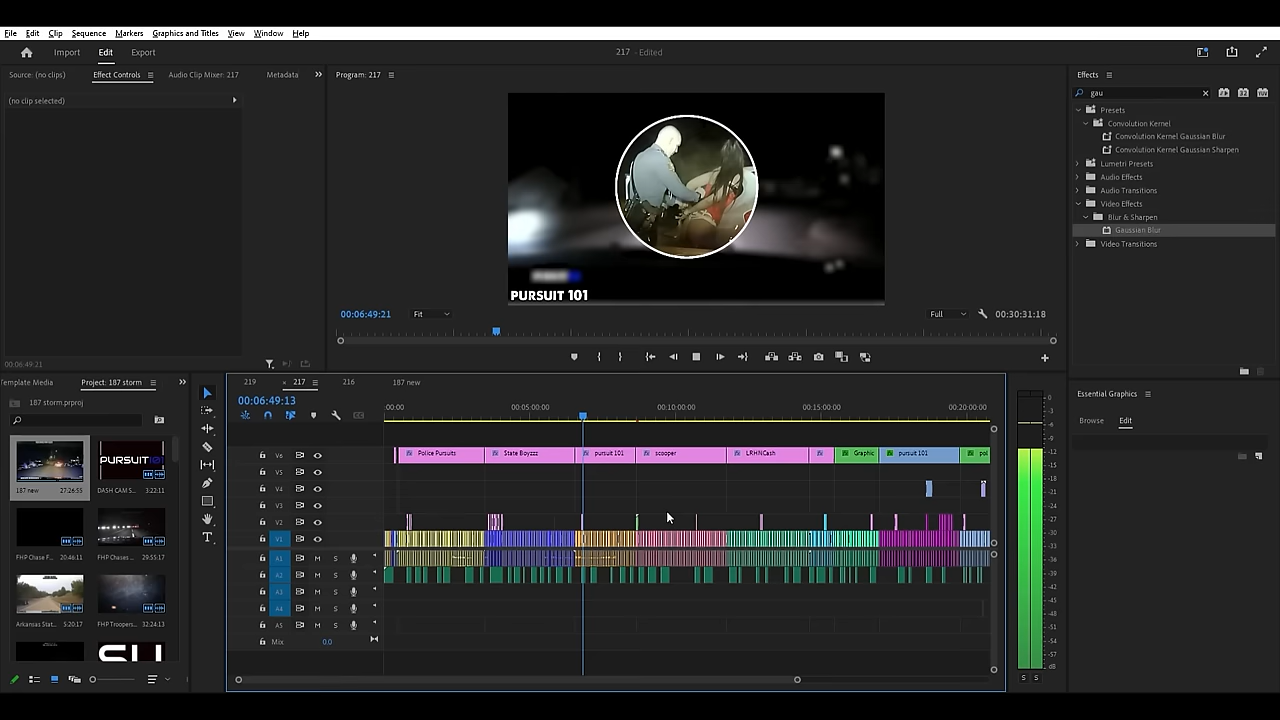 File Edit Clip Sequence Markers Graphics and Titles View Window Help
Import Edit Export
217 - Edited
Source: (no clips) Effect Controls Audio Clip Mixer: 217 Metadata
(no clip selected)
00:06:49:21
Program: 217
PURSUIT 101
00:06:49:21 Fit Full 00:30:31:18
Effects
gau
Presets
Convolution Kernel
Convolution Kernel Gaussian Blur
Convolution Kernel Gaussian Sharpen
Lumetri Presets
Audio Effects
Audio Transitions
Video Effects
Blur & Sharpen
Gaussian Blur
Video Transitions
Essential Graphics
Browse Edit
Template Media Project: 187 storm
187 storm.prproj
PURSUIT101
187 new 27:26:55 DASH CAM S... 3:22:11
FHP Chase F... 20:46:11 FHP Chases ... 29:55:17
Arkansas Stat... 5:20:17 FHP Trooper... 32:24:13
SU
219 217 216 187 new
00:06:49:13
:00:00 00:05:00:00 00:10:00:00 00:15:00:00 00:20:00:00
V6 Police Pursuits State Boyzzz pursuit 101 scooper LRHNCash Graphic pursuit 101 pol
V5
V4
V3
V2
V1
A1 M S
A2 M S
A3 M S
A4 M S
A5 M S
Mix 0.0
0
-3
-6
-9
-12
-15
-18
-21
-24
-27
-30
-33
-36
-39
-42
-45
-48
-51
-54
-57
dB
S S